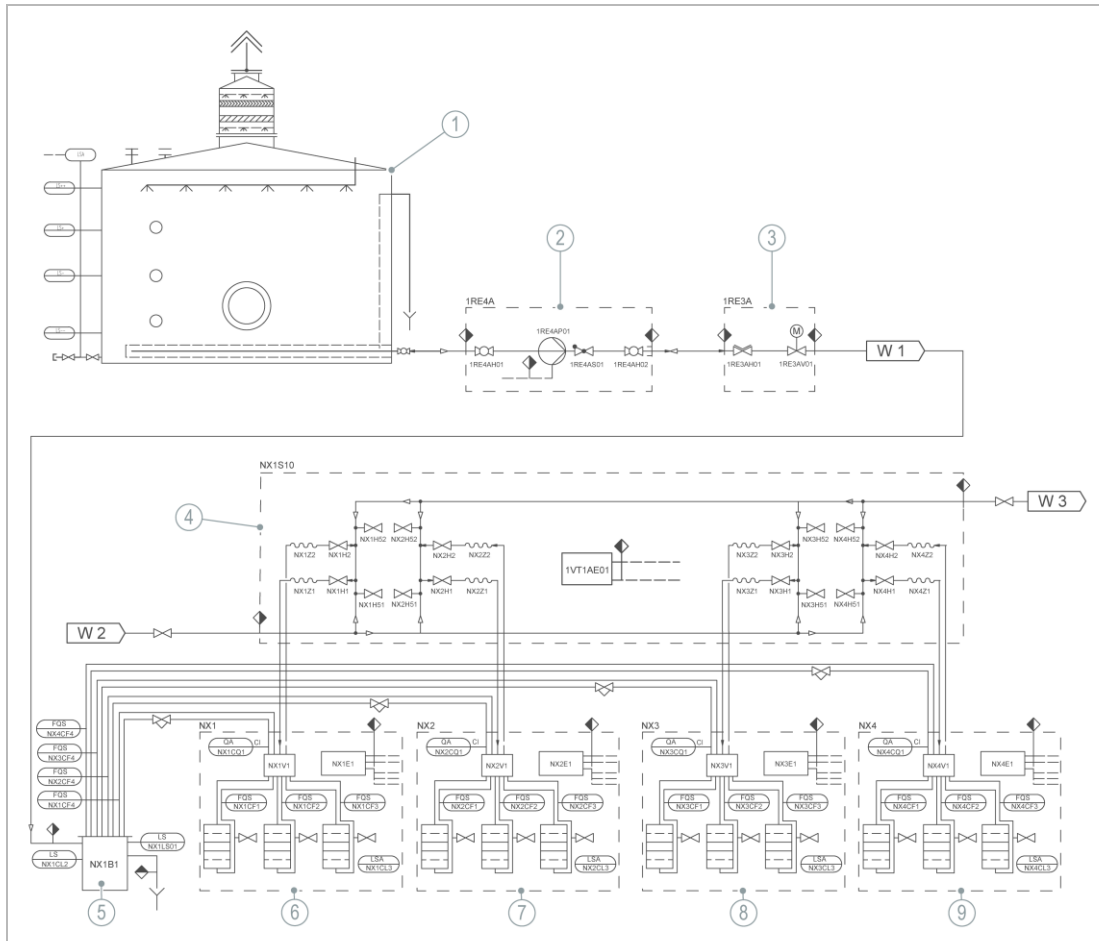 1
2
3
1RE4A
1RE3A
1RE4AP01
M
1RE4AH01
1RE4AS01
1RE4AH02
1RE3AH01
1RE3AV01
W 1
NX1S10
W 3
4
NX1H52
NX2H52
NX3H52
NX4H52
NX1Z2
NX1H2
NX2H2
NX2Z2
1VT1AE01
NX3Z2
NX3H2
NX4H2
NX4Z2
NX1Z1
NX1H1
NX2H1
NX2Z1
NX3Z1
NX3H1
NX4H1
NX4Z1
NX1H51
NX2H51
NX3H51
NX4H51
W 2
FQS
NX4CF4
FQS
NX3CF4
FQS
NX2CF4
FQS
NX1CF4
NX1
NX2
NX3
NX4
QA
NX1CQ1
CI
QA
NX2CQ1
CI
QA
NX3CQ1
CI
QA
NX4CQ1
CI
NX1V1
NX1E1
NX2V1
NX2E1
NX3V1
NX3E1
NX4V1
NX4E1
FQS
NX1CF1
FQS
NX1CF2
FQS
NX1CF3
FQS
NX2CF1
FQS
NX2CF2
FQS
NX2CF3
FQS
NX3CF1
FQS
NX3CF2
FQS
NX3CF3
FQS
NX4CF1
FQS
NX4CF2
FQS
NX4CF3
LS
NX1LS01
LS
NX1CL2
NX1B1
LSA
NX1CL3
LSA
NX2CL3
LSA
NX3CL3
LSA
NX4CL3
5
6
7
8
9